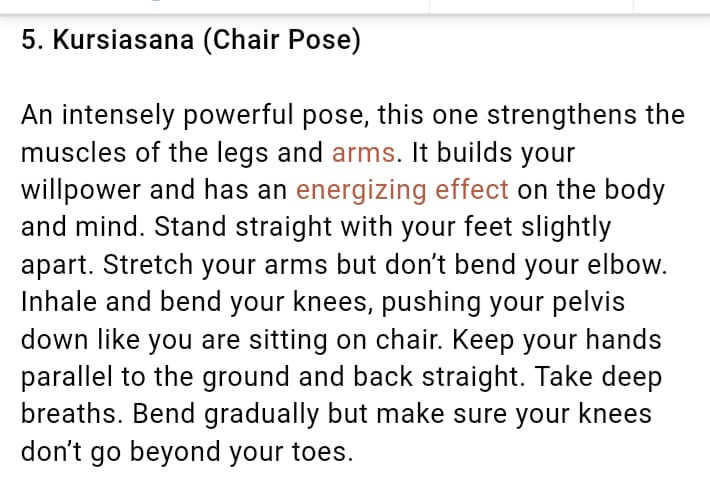 5. Kursiasana (Chair Pose)
An intensely powerful pose, this one strengthens the
muscles of the legs and arms. It builds your
willpower and has an energizing effect on the body
and mind. Stand straight with your feet slightly
apart. Stretch your arms but don’t bend your elbow.
Inhale and bend your knees, pushing your pelvis
down like you are sitting on chair. Keep your hands
parallel to the ground and back straight. Take deep
breaths. Bend gradually but make sure your knees
don’t go beyond your toes.